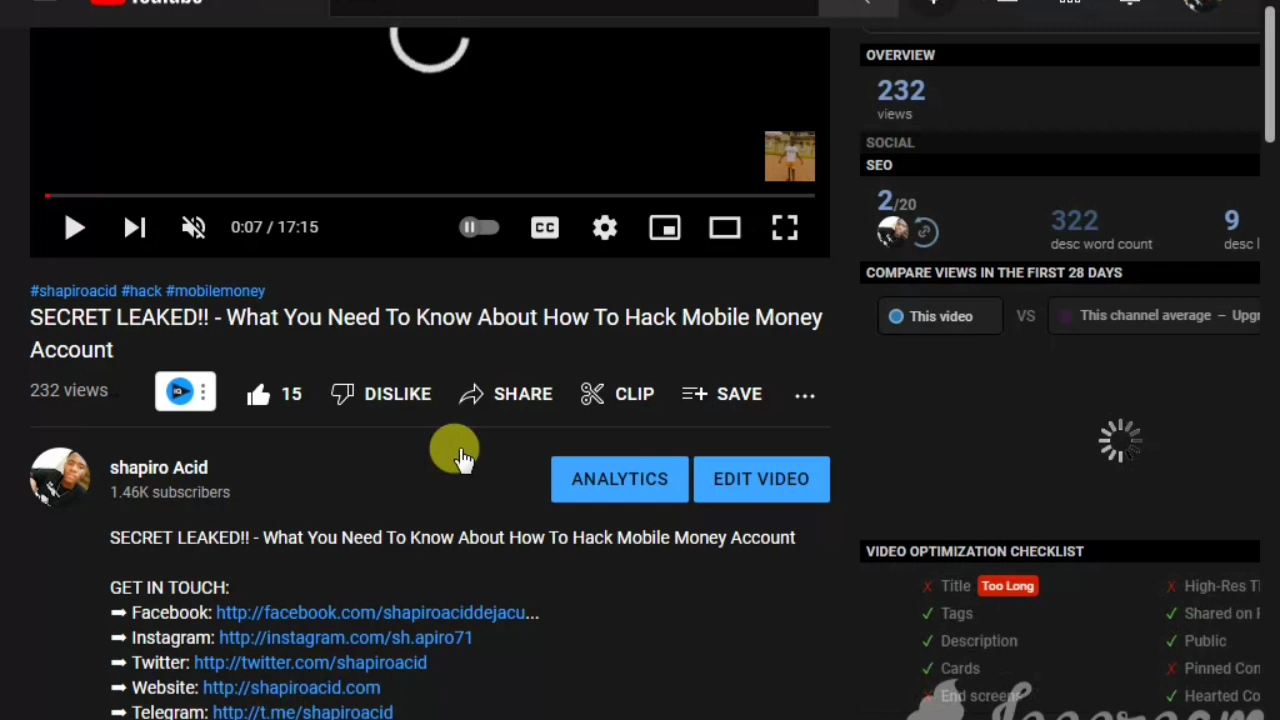 YouTube
0:07 / 17:15
CC
#shapiroacid #hack #mobilemoney
SECRET LEAKED!! - What You Need To Know About How To Hack Mobile Money
Account
232 views
15
DISLIKE
SHARE
CLIP
SAVE
shapiro Acid
1.46K subscribers
ANALYTICS
EDIT VIDEO
SECRET LEAKED!! - What You Need To Know About How To Hack Mobile Money Account
GET IN TOUCH:
➡ Facebook: http://facebook.com/shapiroaciddejacu...
➡ Instagram: http://instagram.com/sh.apiro71
➡ Twitter: http://twitter.com/shapiroacid
➡ Website: http://shapiroacid.com
➡ Telegram: http://t.me/shapiroacid
OVERVIEW
232
views
SOCIAL
SEO
2/20
322
desc word count
9
desc
COMPARE VIEWS IN THE FIRST 28 DAYS
This video
VS
This channel average – Upgr
VIDEO OPTIMIZATION CHECKLIST
✗ Title Too Long
✓ Tags
✓ Description
✓ Cards
✗ End screens
✗ High-Res
✓ Shared on
✓ Public
✗ Pinned Con
✓ Hearted Co